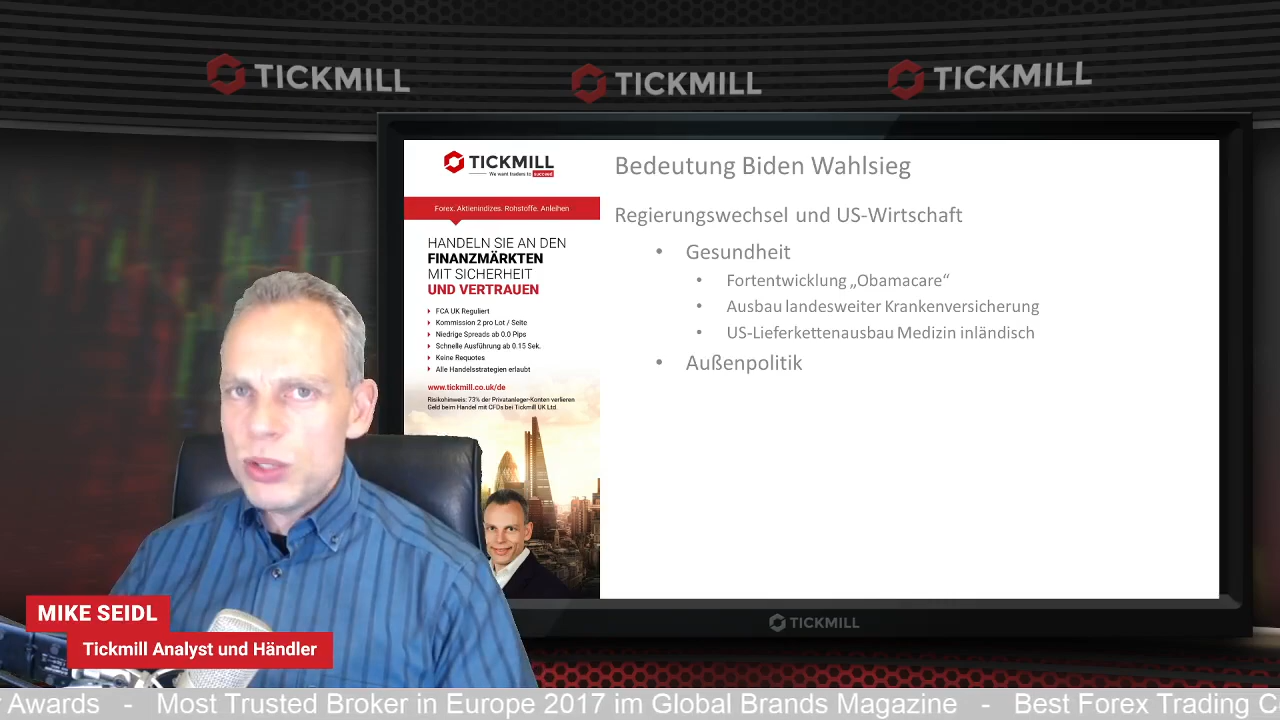 TICKMILL
TICKMILL
TICKMILL
TICKMILL
We want traders to succeed
Forex. Aktienindizes. Rohstoffe. Anleihen
HANDELN SIE AN DEN
FINANZMÄRKTEN
MIT SICHERHEIT
UND VERTRAUEN
FCA UK Reguliert
Kommission 2 pro Lot / Seite
Niedrige Spreads ab 0.0 Pips
Schnelle Ausführung ab 0.15 Sek.
Keine Requotes
Alle Handelsstrategien erlaubt
www.tickmill.co.uk/de
Risikohinweis: 73% der Privatanleger-Konten verlieren
Geld beim Handel mit CFDs bei Tickmill UK Ltd.
Bedeutung Biden Wahlsieg
Regierungswechsel und US-Wirtschaft
• Gesundheit
• Fortentwicklung „Obamacare“
• Ausbau landesweiter Krankenversicherung
• US-Lieferkettenausbau Medizin inländisch
• Außenpolitik
TICKMILL
MIKE SEIDL
Tickmill Analyst und Händler
Awards - Most Trusted Broker in Europe 2017 im Global Brands Magazine - Best Forex Trading C